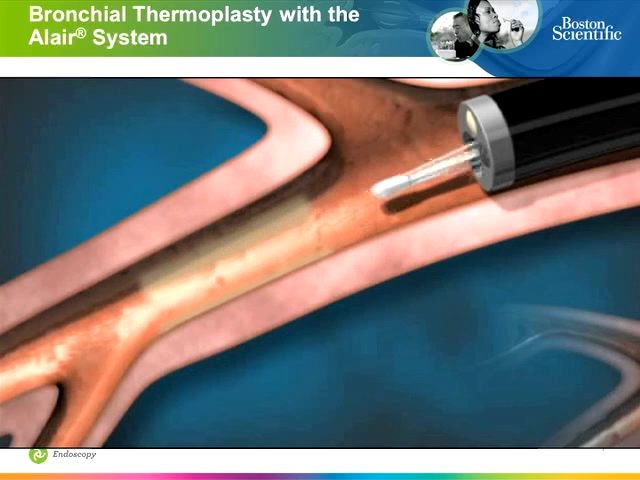 Bronchial Thermoplasty with the
Alair® System
Boston
Scientific
Endoscopy